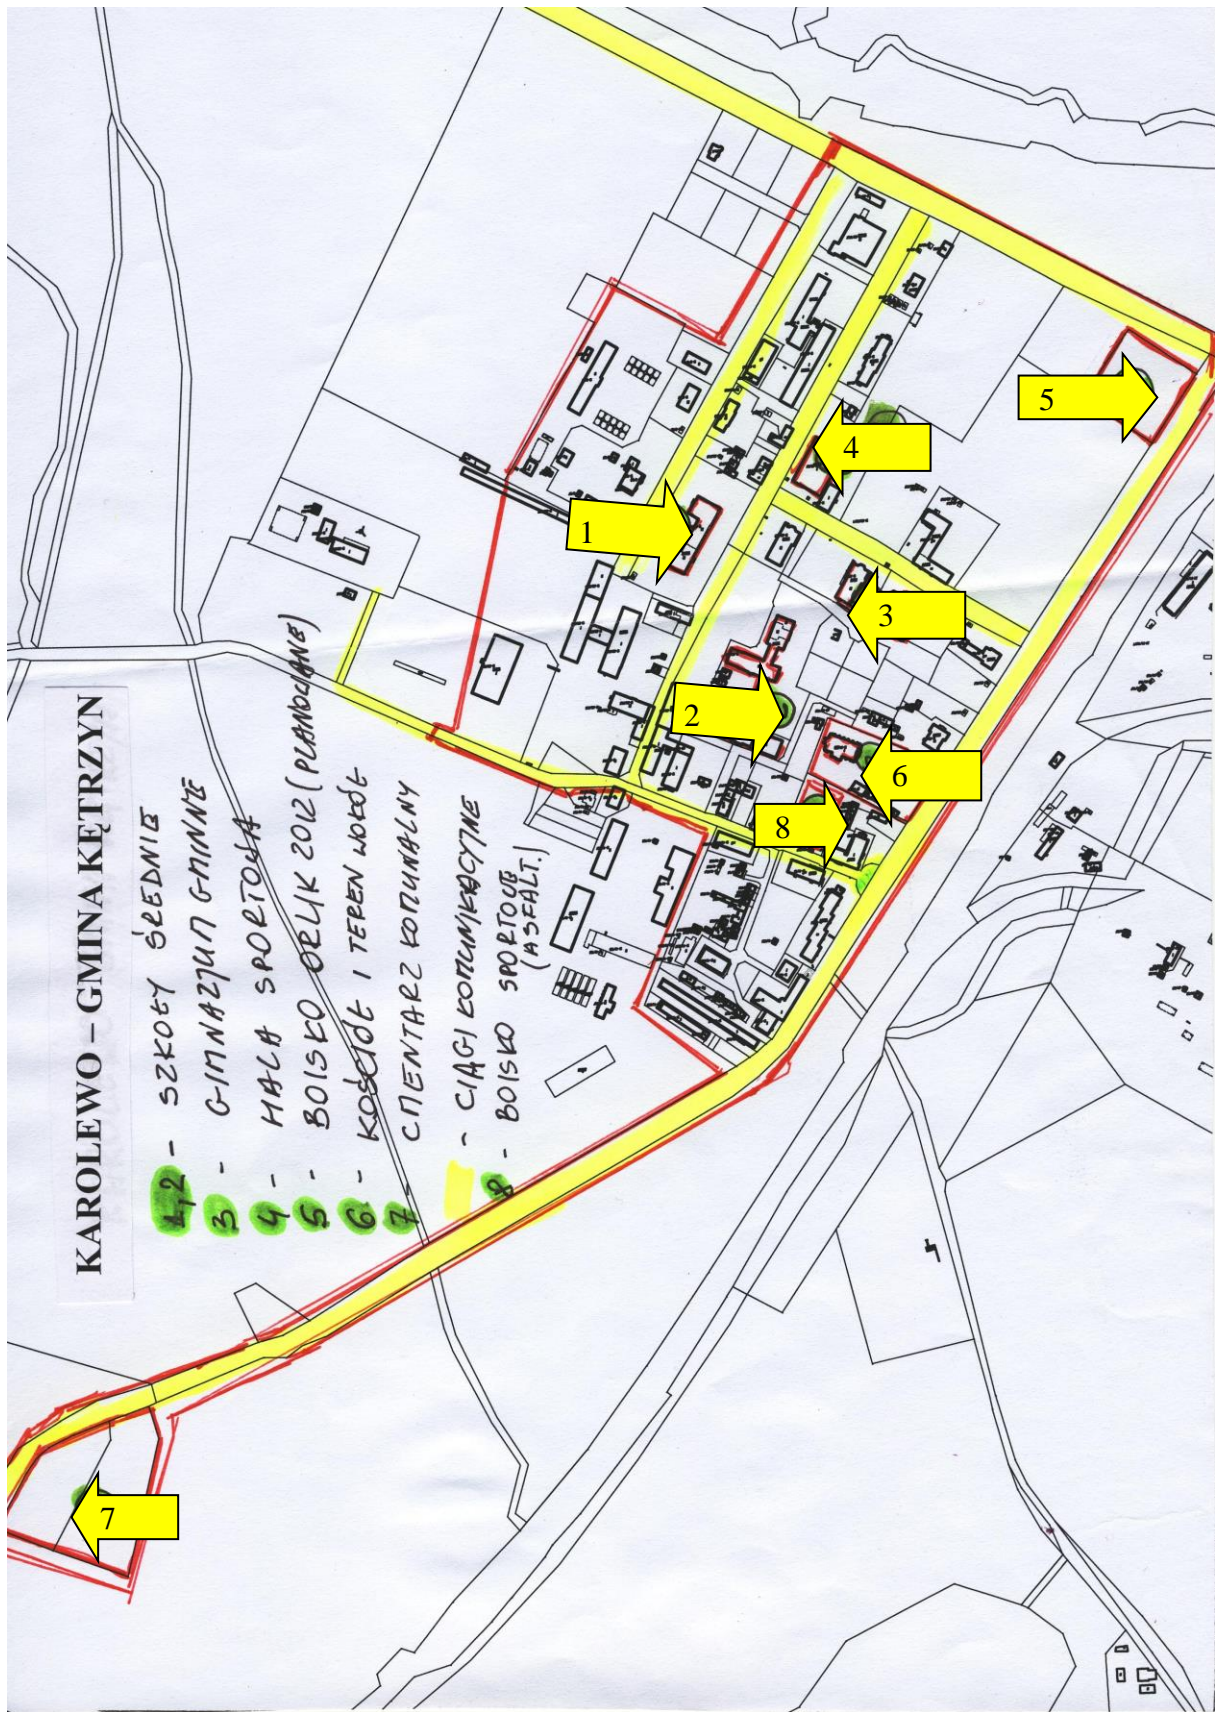 KAROLEWO – GMINA KĘTRZYN
1,2 - SZKOŁY ŚREDNIE
3 - GIMNAZJUM GMINNE
4 - HALA SPORTOWA
5 - BOISKO ORLIK 2012 (PLANOWANE)
6 - KOŚCIÓŁ I TEREN WOKÓŁ
7 - CMENTARZ KOMUNALNY
- CIĄGI KOMUNIKACYJNE
8 - BOISKO SPORTOWE
(ASFALT.)
1
2
3
4
5
6
7
8